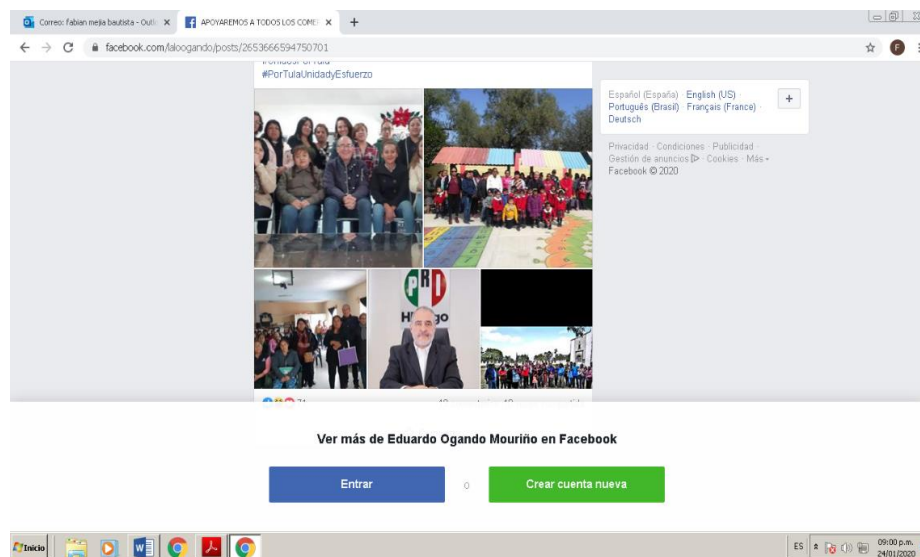 Correo: fabian mejia bautista - Outl
APOYAREMOS A TODOS LOS COMER
facebook.com/laloogando/posts/2653666594750701
F
#PorTulaUnidadyEsfuerzo
Español (España) · English (US) ·
Português (Brasil) · Français (France) ·
Deutsch
+
Privacidad · Condiciones · Publicidad ·
Gestión de anuncios · Cookies · Más
Facebook © 2020
PRI
71
Ver más de Eduardo Ogando Mouriño en Facebook
Entrar
o
Crear cuenta nueva
Inicio
ES
09:00 p.m.
24/01/2020